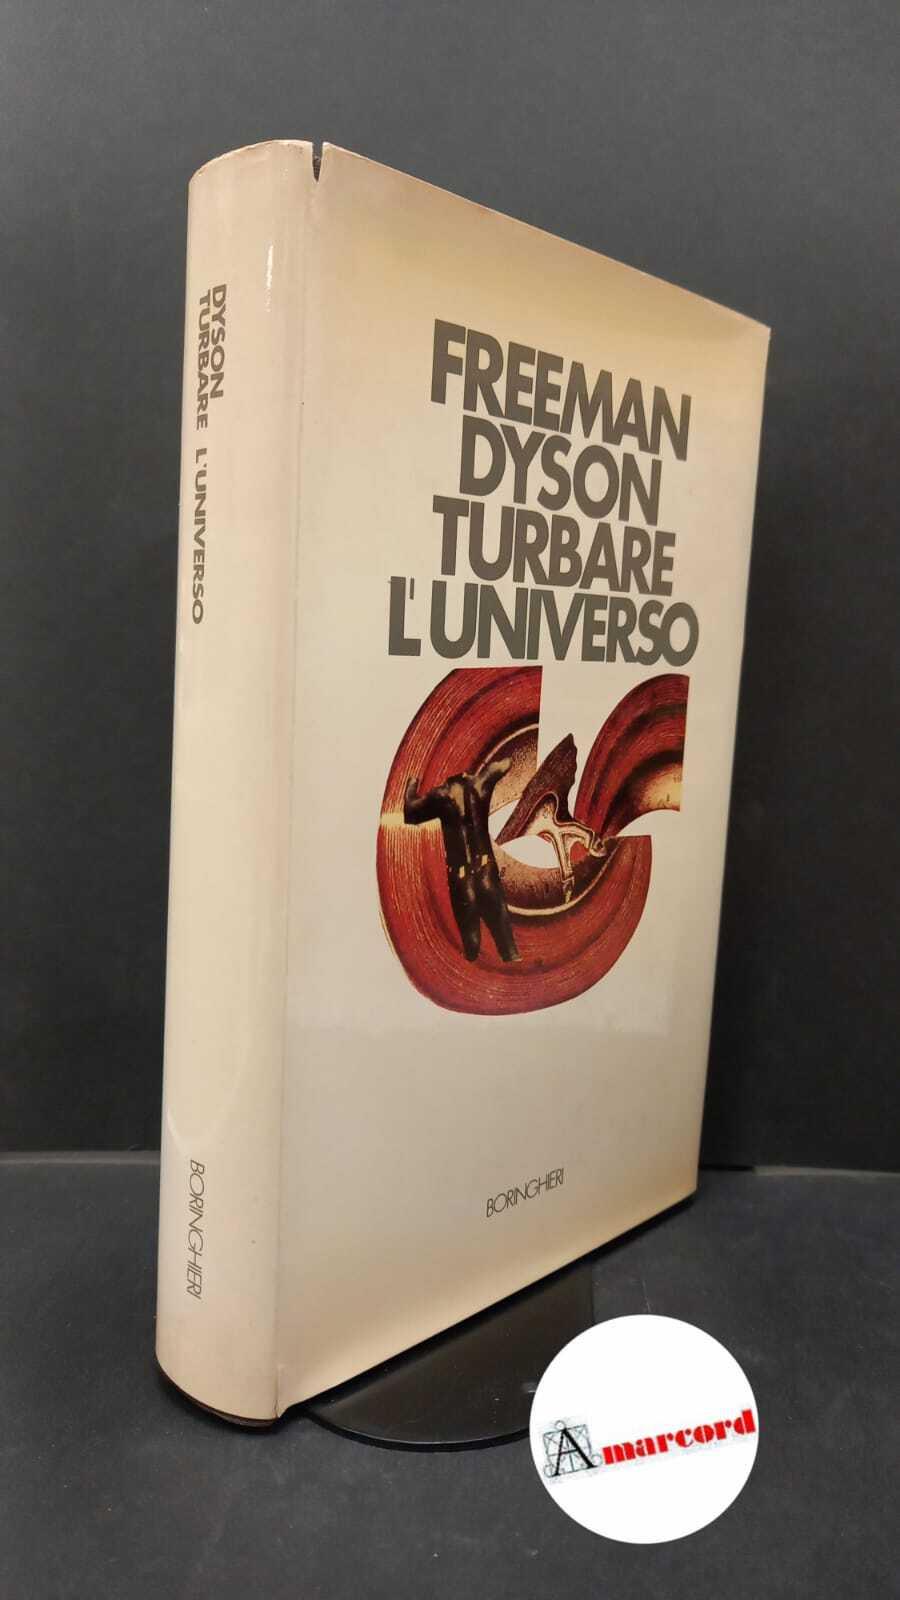 DYSON
TURBARE L'UNIVERSO
BORINGHIERI
FREEMAN
DYSON
TURBARE
L'UNIVERSO
BORINGHIERI
Amarcord